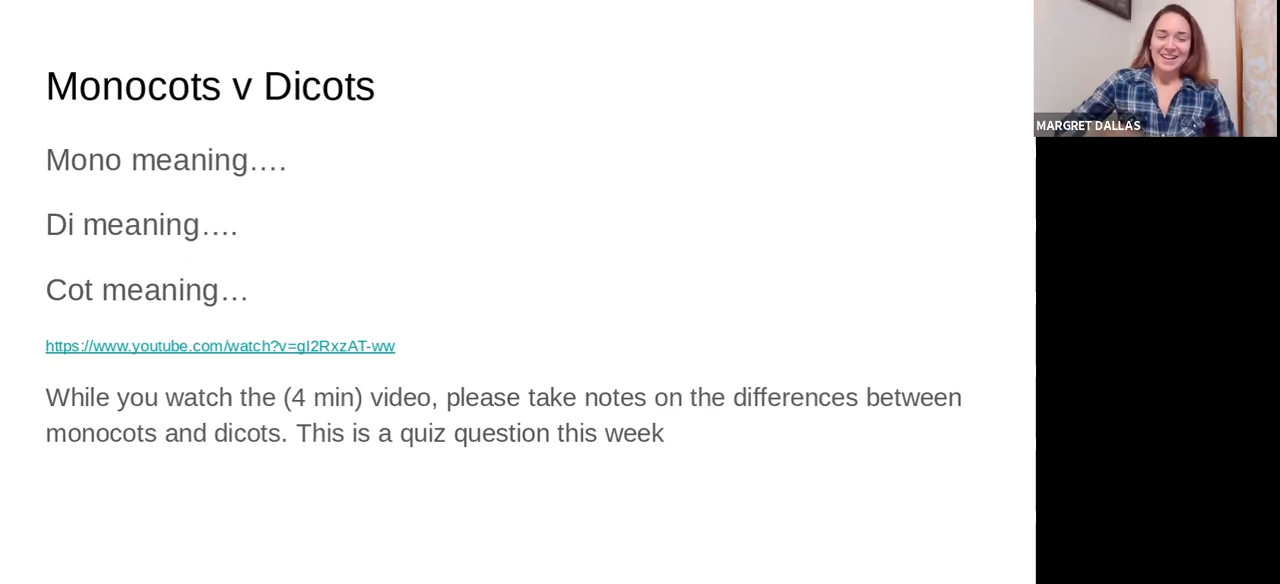 Monocots v Dicots
Mono meaning….
Di meaning….
Cot meaning…
https://www.youtube.com/watch?v=gI2RxzAT-ww
While you watch the (4 min) video, please take notes on the differences between
monocots and dicots. This is a quiz question this week
MARGRET DALLAS